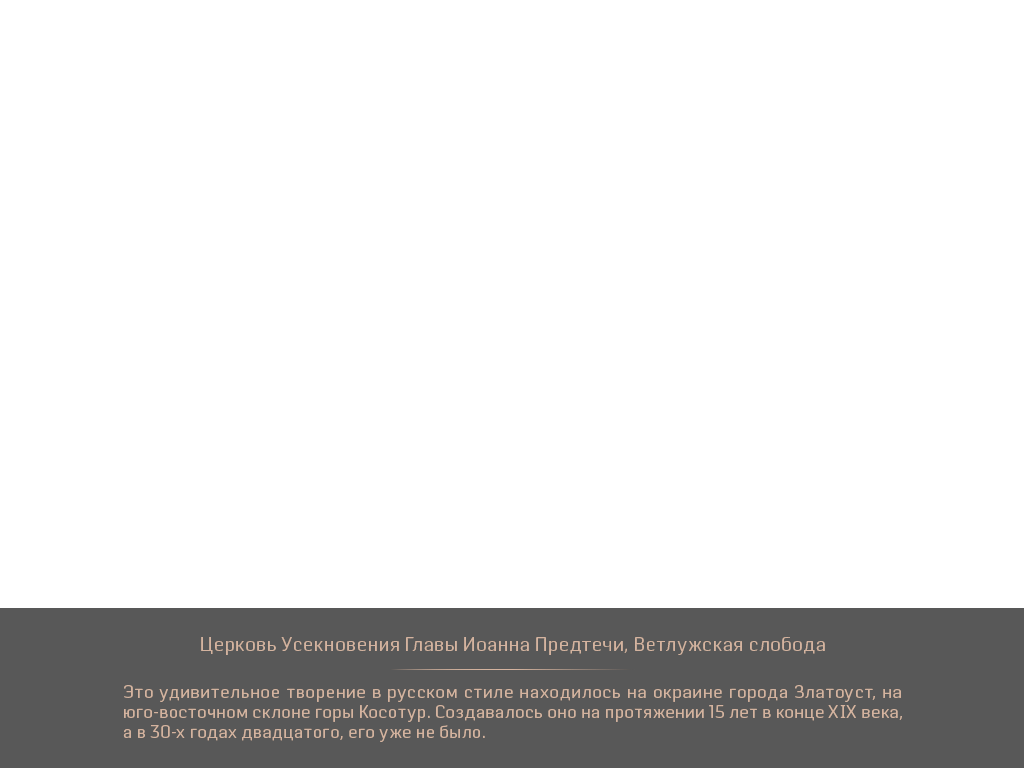 Церковь Усекновения Главы Иоанна Предтечи, Ветлужская слобода
Это удивительное творение в русском стиле находилось на окраине города Златоуст, на
юго-восточном склоне горы Косотур. Создавалось оно на протяжении 15 лет в конце XIX века,
а в 30-х годах двадцатого, его уже не было.